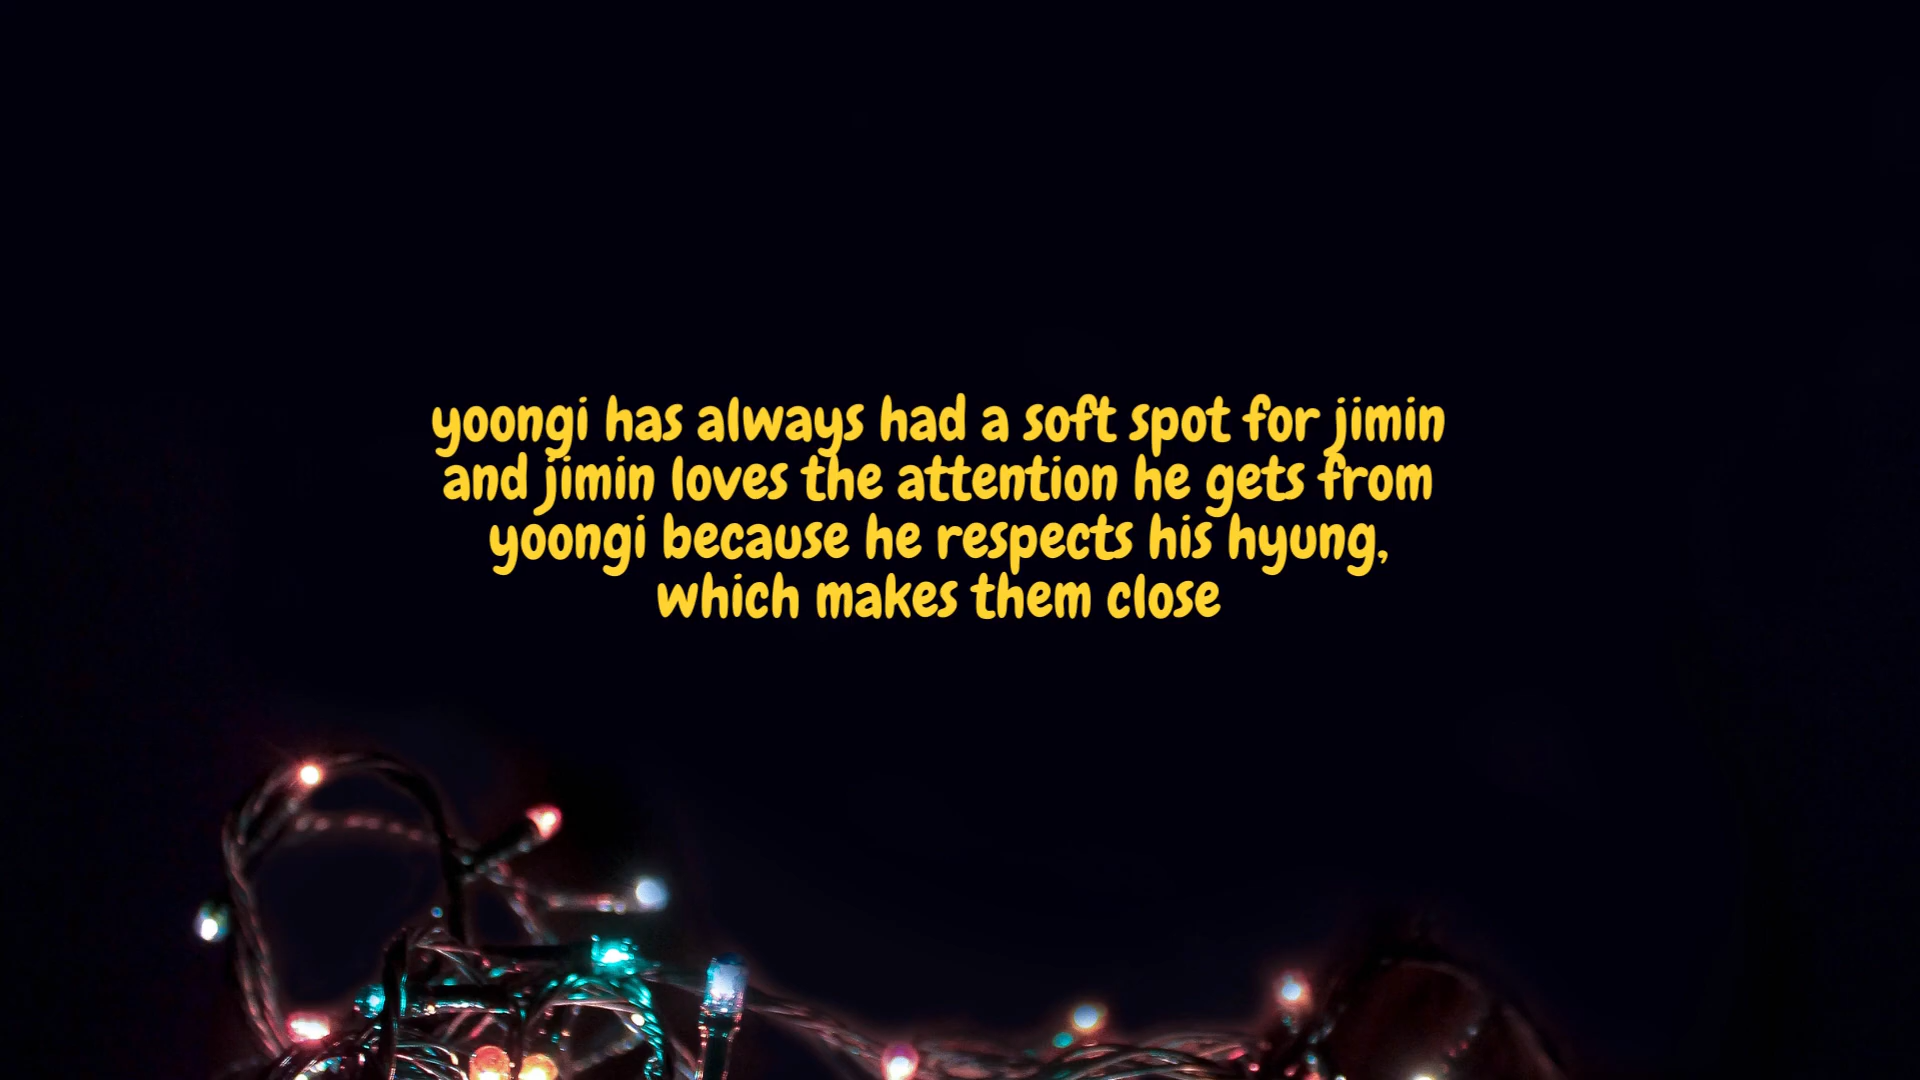 yoongi has always had a soft spot for jimin
and jimin loves the attention he gets from
yoongi because he respects his hyung,
which makes them close